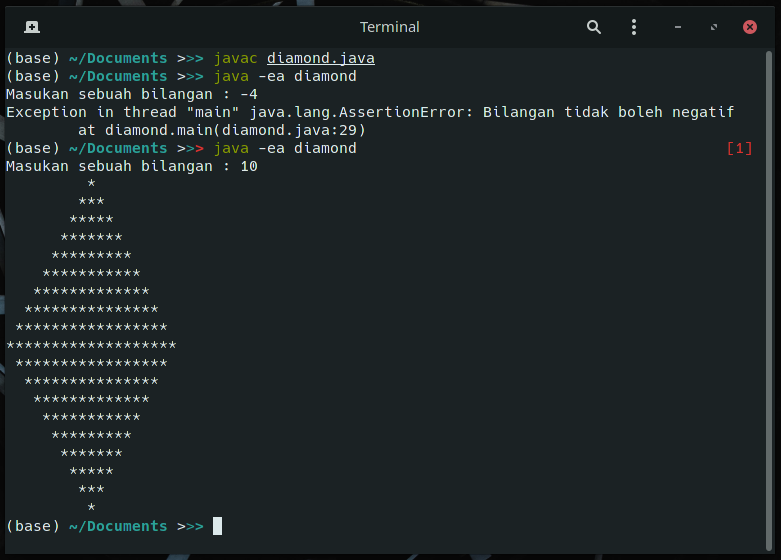 Terminal
(base) ~/Documents >>> javac diamond.java
(base) ~/Documents >>> java -ea diamond
Masukan sebuah bilangan : -4
Exception in thread "main" java.lang.AssertionError: Bilangan tidak boleh negatif
        at diamond.main(diamond.java:29)
(base) ~/Documents >>> java -ea diamond [1]
Masukan sebuah bilangan : 10
         *
        ***
       *****
      *******
     *********
    ***********
   *************
  ***************
 *****************
*******************
 *****************
  ***************
   *************
    ***********
     *********
      *******
       *****
        ***
         *
(base) ~/Documents >>>